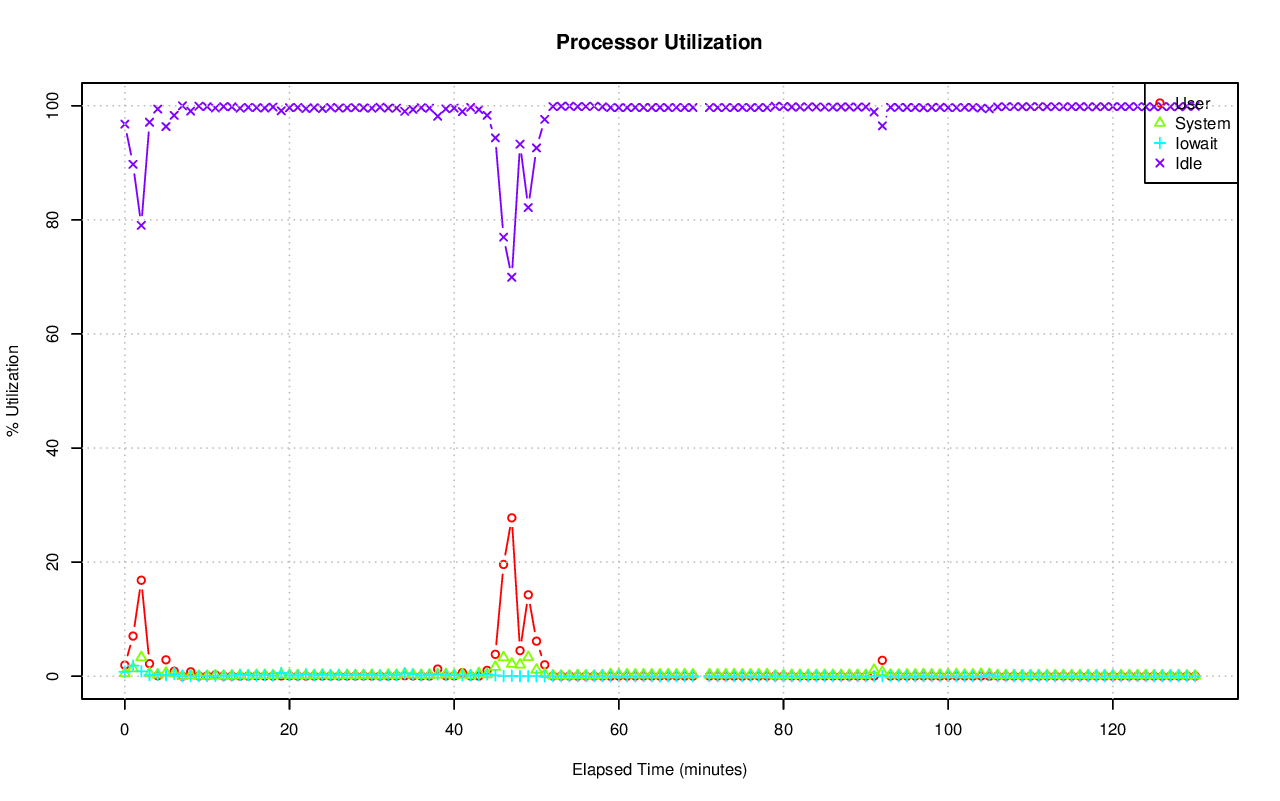 Processor Utilization
% Utilization
100
80
60
40
20
0
User
System
Iowait
Idle
0 20 40 60 80 100 120
Elapsed Time (minutes)